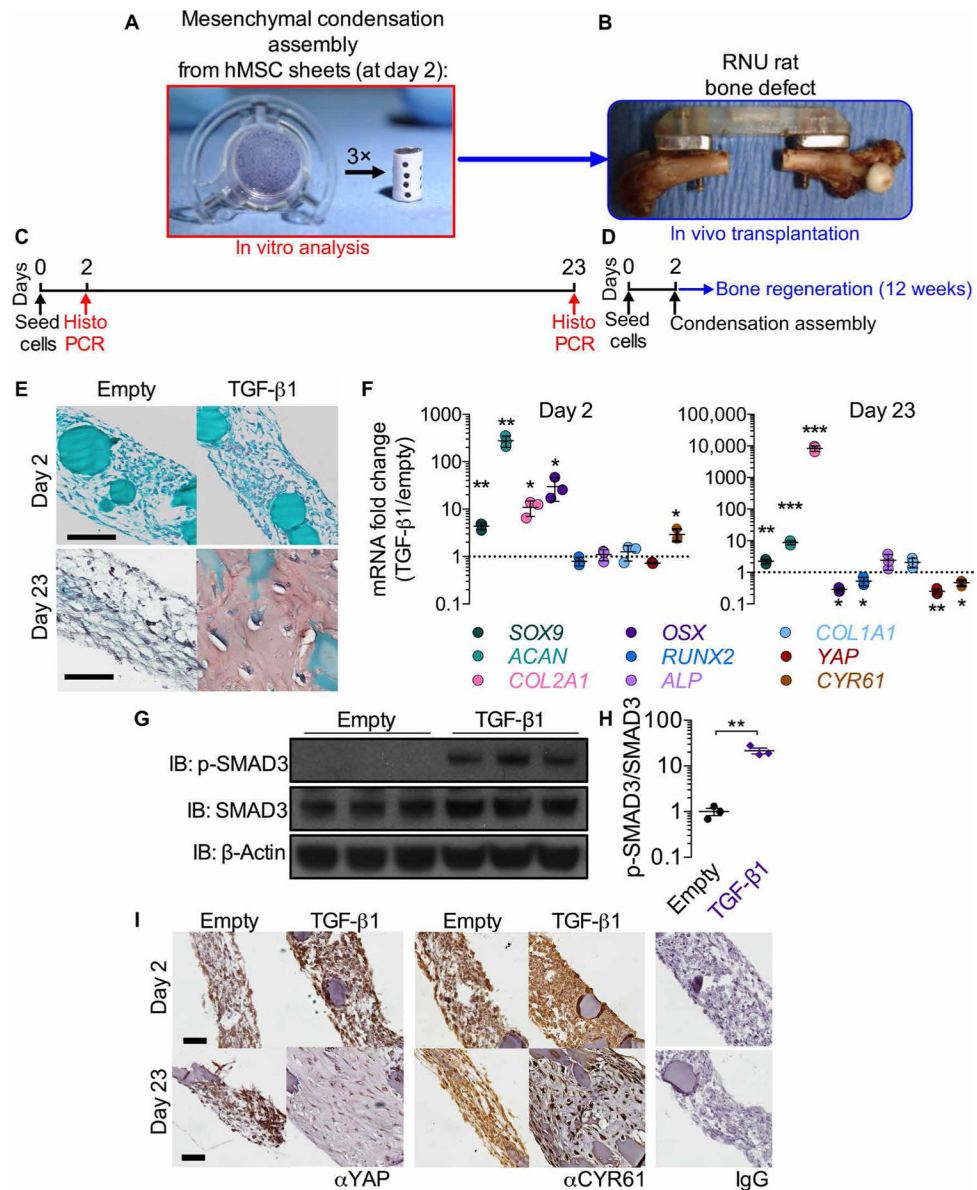 A
Mesenchymal condensation
assembly
from hMSC sheets (at day 2):
3×
In vitro analysis
B
RNU rat
bone defect
In vivo transplantation
C
Days
0
2
23
Seed
cells
Histo
PCR
Histo
PCR
D
Days
0
2
Bone regeneration (12 weeks)
Seed
cells
Condensation assembly
E
Empty
TGF-β1
Day 2
Day 23
F
mRNA fold change
(TGF-β1/empty)
Day 2
1000
100
10
1
0.1
**
**
*
*
*
Day 23
100,000
10,000
1,000
100
10
1
0.1
**
***
***
*
*
**
*
SOX9
ACAN
COL2A1
OSX
RUNX2
ALP
COL1A1
YAP
CYR61
G
Empty
TGF-β1
IB: p-SMAD3
IB: SMAD3
IB: β-Actin
H
p-SMAD3/SMAD3
100
10
1
0.1
**
Empty
TGF-β1
I
Empty
TGF-β1
Empty
TGF-β1
Day 2
Day 23
αYAP
αCYR61
IgG